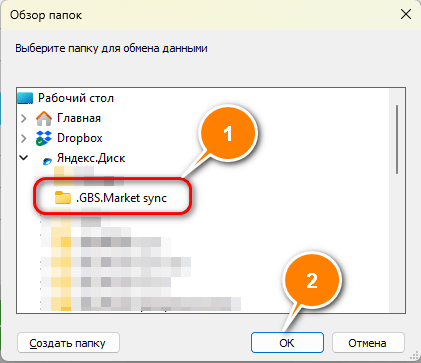 Обзор папок
Выберите папку для обмена данными
Рабочий стол
Главная
1
Dropbox
Яндекс.Диск
.GBS.Market sync
2
Создать папку
OK
Отмена